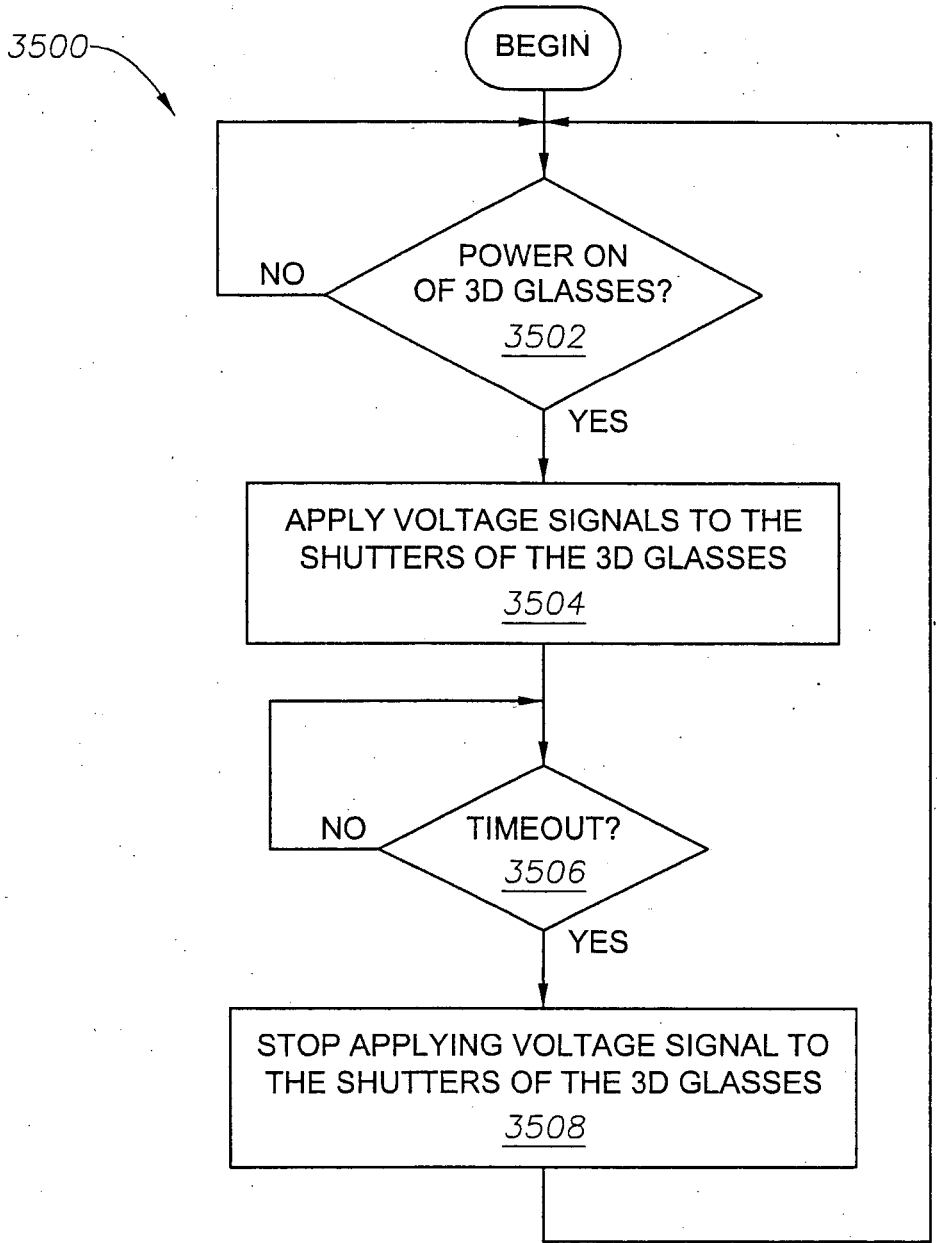 3500
BEGIN
POWER ON
OF 3D GLASSES?
3502
NO
YES
APPLY VOLTAGE SIGNALS TO THE
SHUTTERS OF THE 3D GLASSES
3504
TIMEOUT?
3506
NO
YES
STOP APPLYING VOLTAGE SIGNAL TO
THE SHUTTERS OF THE 3D GLASSES
3508